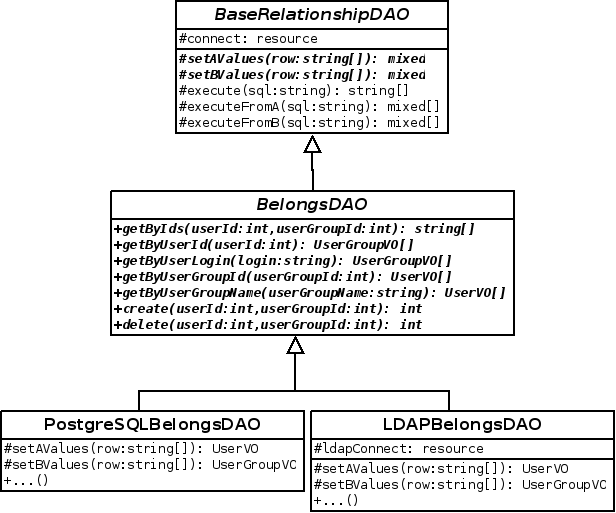 BaseRelationshipDAO
#connect: resource
#setAValues(row:string[]): mixed
#setBValues(row:string[]): mixed
#execute(sql:string): string[]
#executeFromA(sql:string): mixed[]
#executeFromB(sql:string): mixed[]
BelongsDAO
+getByIds(userId:int,userGroupId:int): string[]
+getByUserId(userId:int): UserGroupVO[]
+getByUserLogin(login:string): UserGroupVO[]
+getByUserGroupId(userGroupId:int): UserVO[]
+getByUserGroupName(userGroupName:string): UserVO[]
+create(userId:int,userGroupId:int): int
+delete(userId:int,userGroupId:int): int
PostgreSQLBelongsDAO
#setAValues(row:string[]): UserVO
#setBValues(row:string[]): UserGroupVO
+...()
LDAPBelongsDAO
#ldapConnect: resource
#setAValues(row:string[]): UserVO
#setBValues(row:string[]): UserGroupVO
+...()